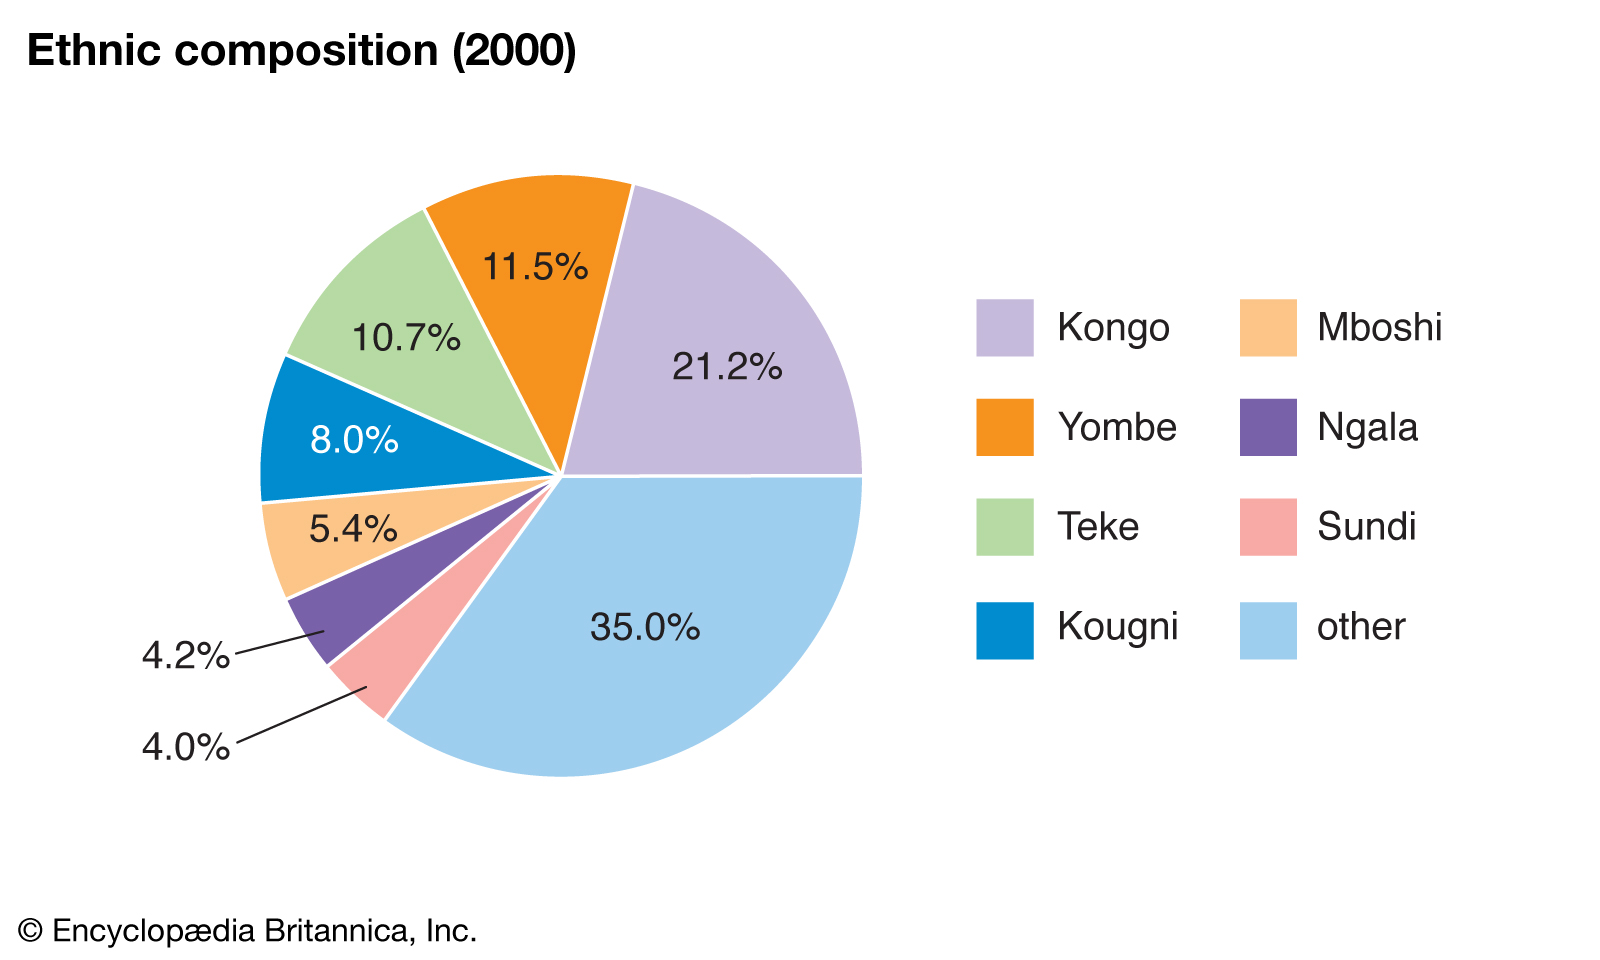 Ethnic composition (2000)
11.5%
21.2%
10.7%
8.0%
5.4%
4.2%
4.0%
35.0%
Kongo
Yombe
Teke
Kougni
Mboshi
Ngala
Sundi
other
© Encyclopædia Britannica, Inc.